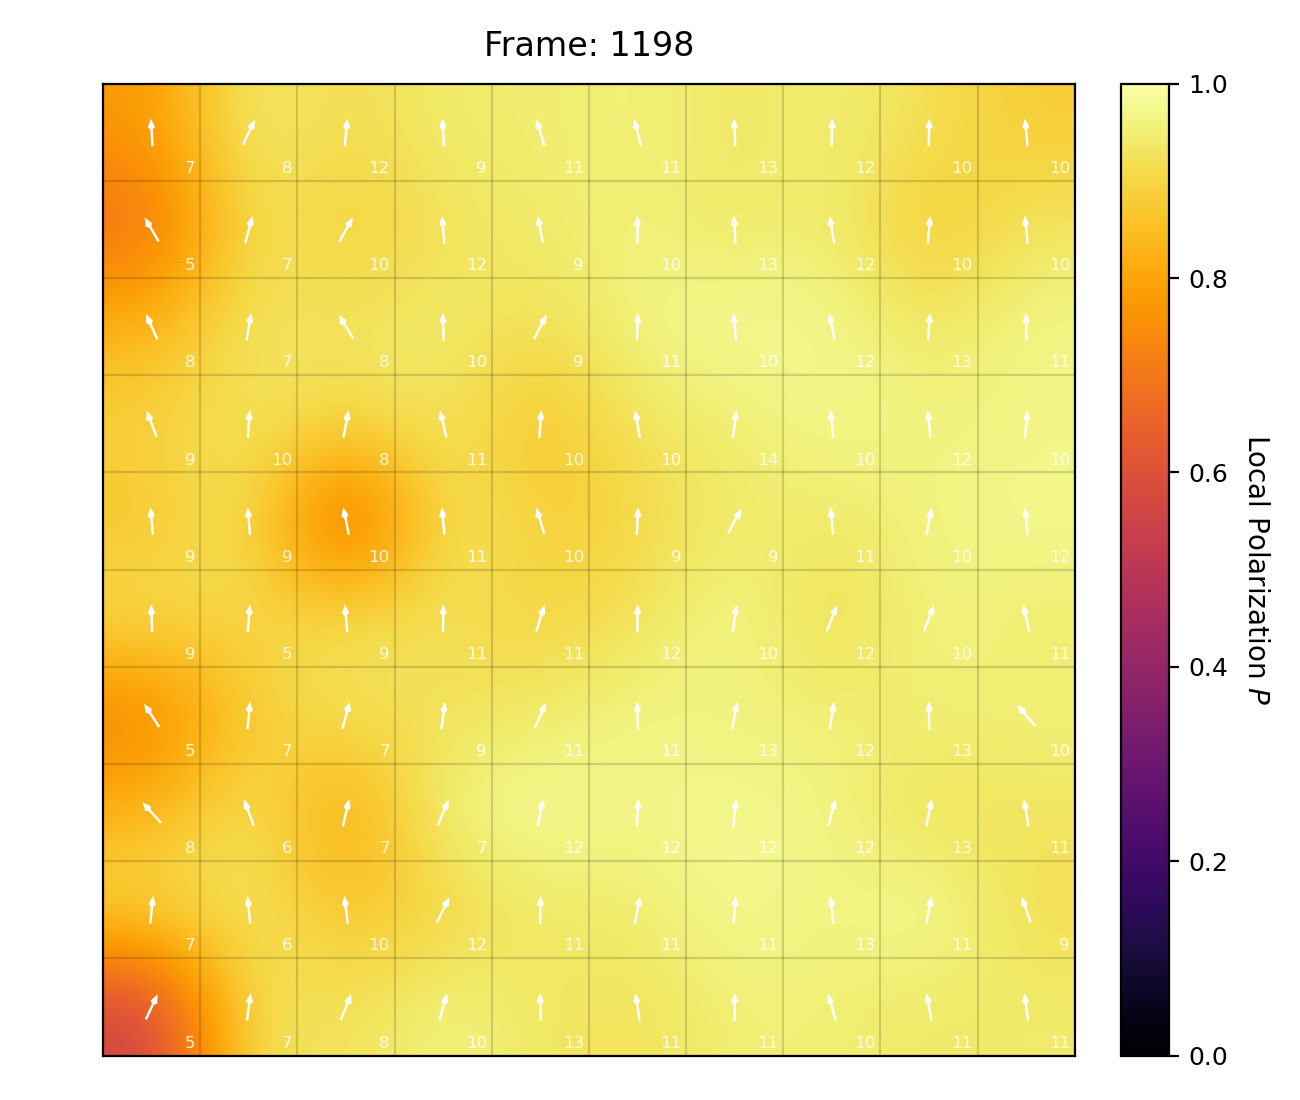 Frame: 1198
7 8 12 9 11 11 13 12 10 10
5 7 10 12 9 10 13 12 10 10
8 7 8 10 9 11 10 12 13 11
9 10 8 11 10 10 14 10 12 10
9 9 10 11 10 9 9 11 10 12
9 5 9 11 11 12 10 12 10 11
5 7 7 9 11 11 13 12 13 10
8 6 7 7 12 12 12 12 13 11
7 6 10 12 11 11 11 13 11 9
5 7 8 10 13 11 11 10 11 11
1.0
0.8
0.6
0.4
0.2
0.0
Local Polarization P